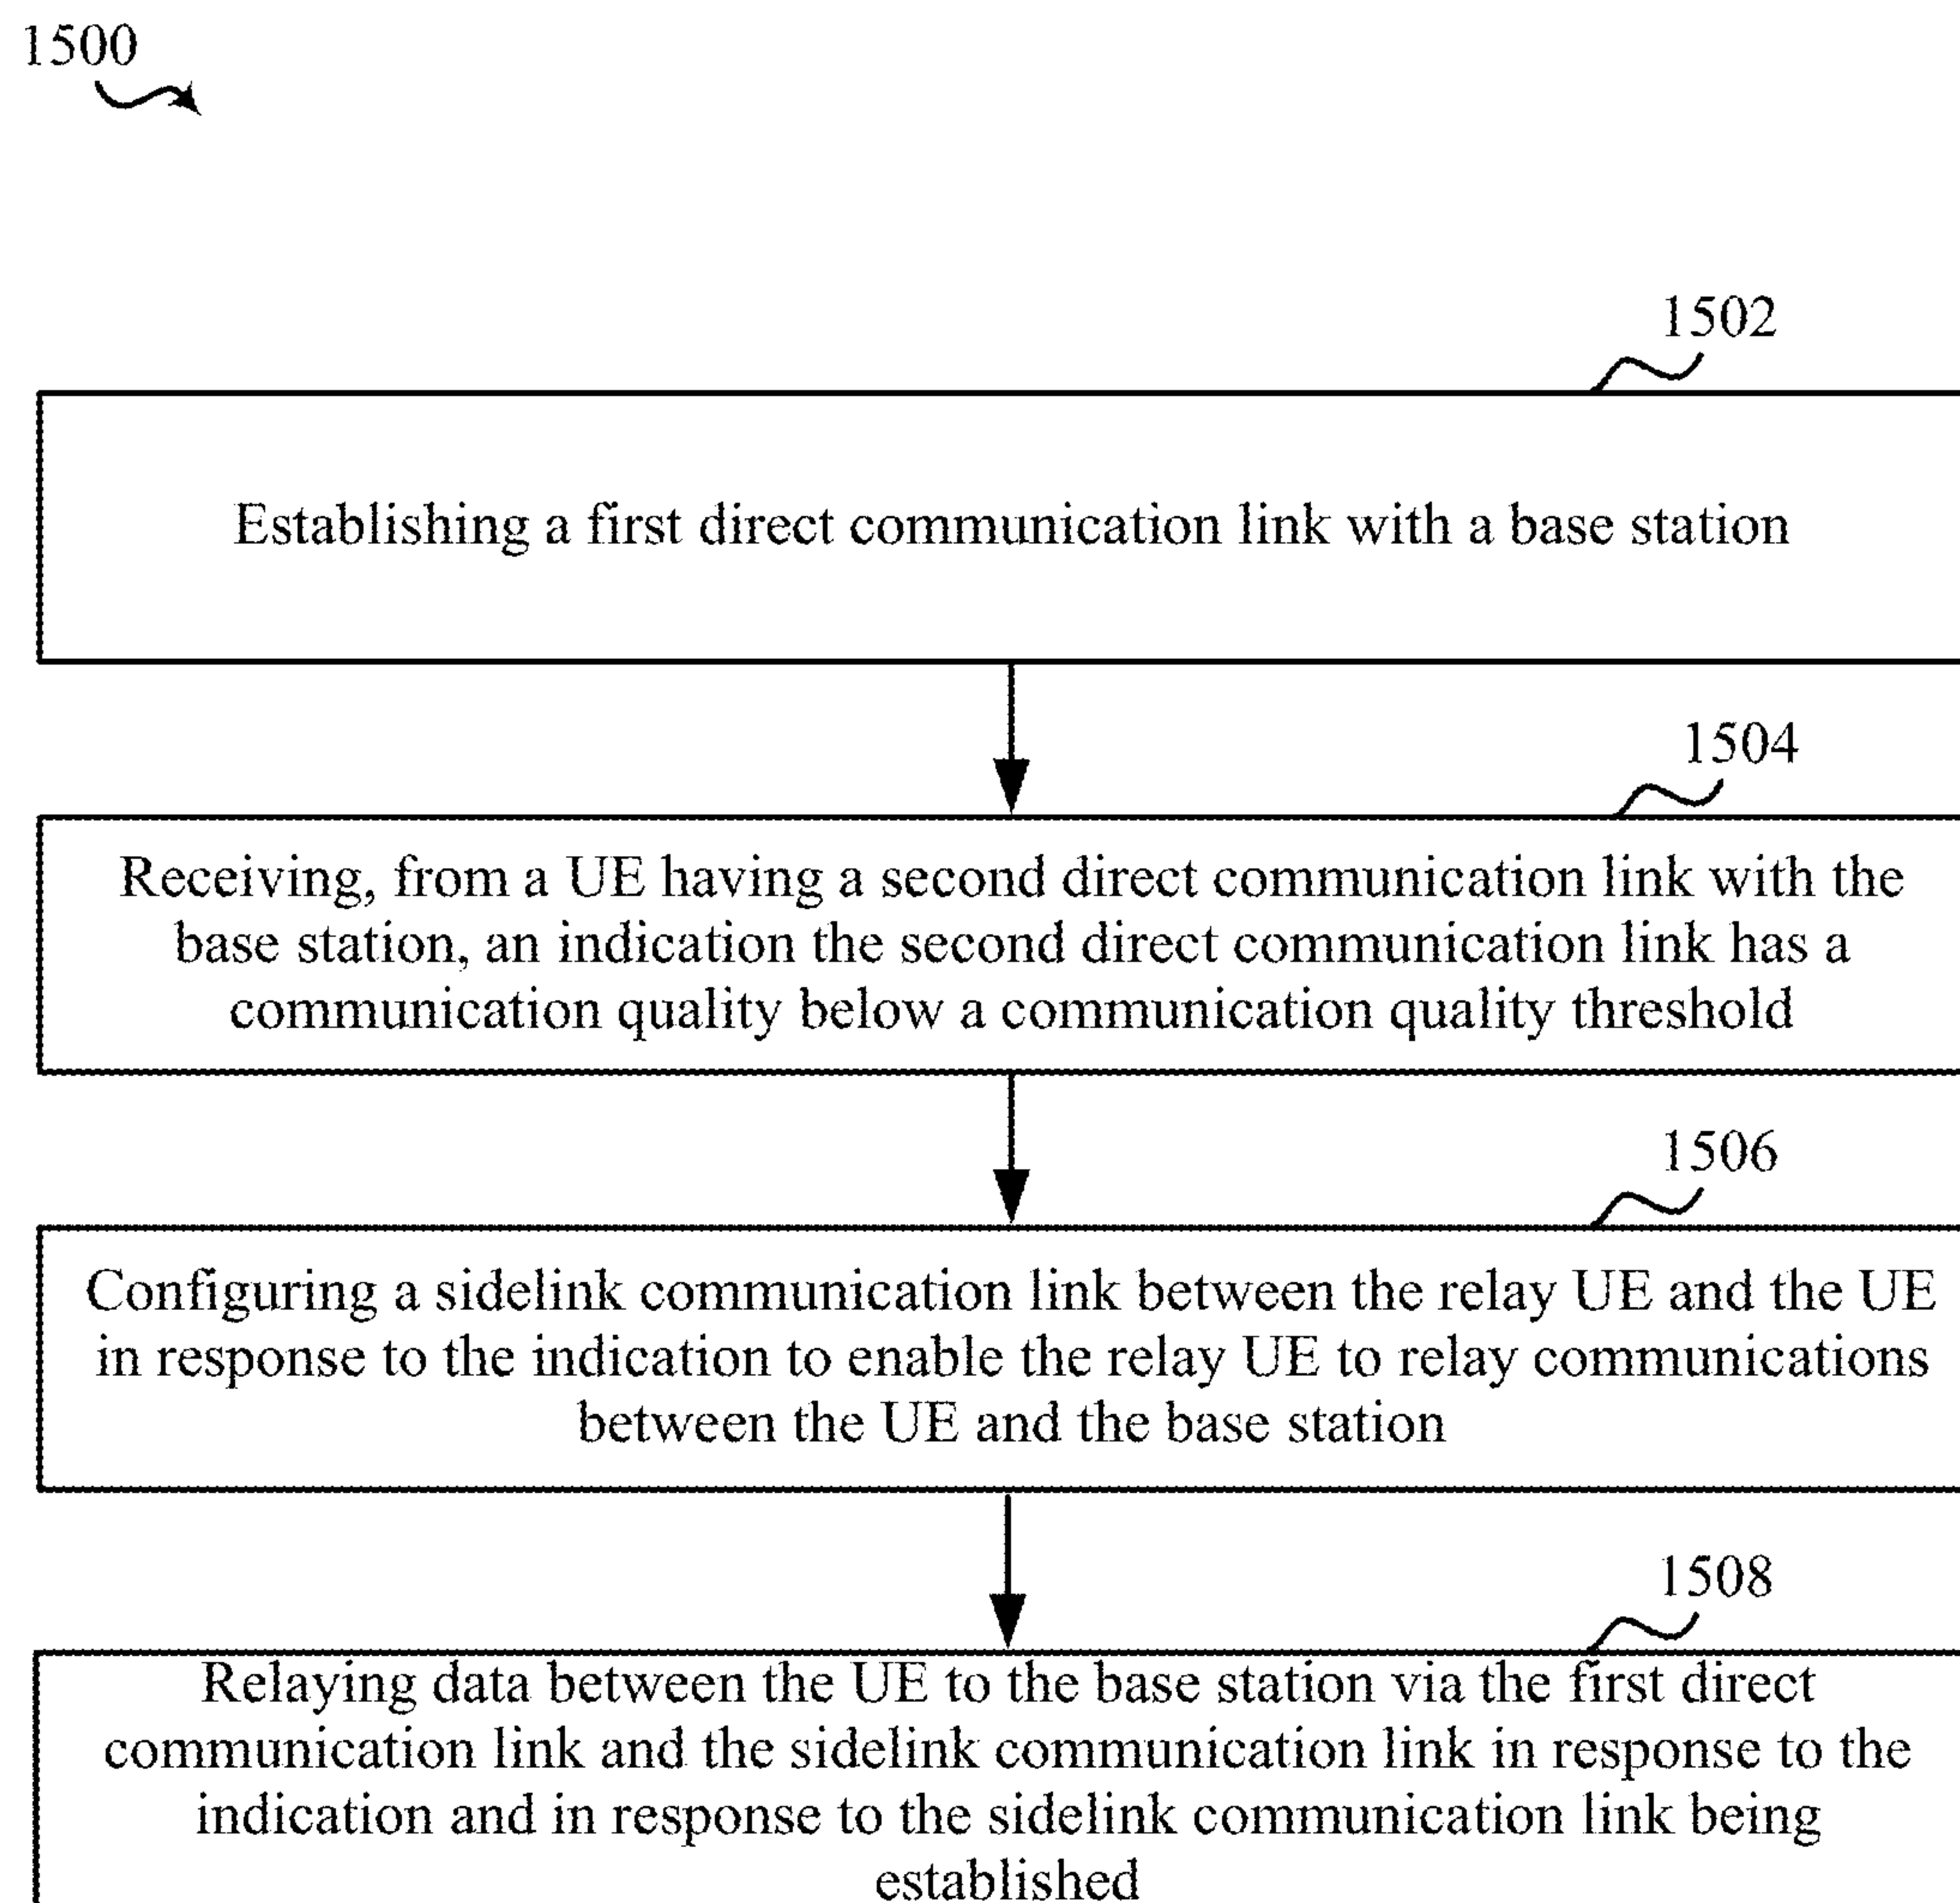 1500
1502
Establishing a first direct communication link with a base station
1504
Receiving, from a UE having a second direct communication link with the
base station, an indication the second direct communication link has a
communication quality below a communication quality threshold
1506
Configuring a sidelink communication link between the relay UE and the UE
in response to the indication to enable the relay UE to relay communications
between the UE and the base station
1508
Relaying data between the UE to the base station via the first direct
communication link and the sidelink communication link in response to the
indication and in response to the sidelink communication link being
established